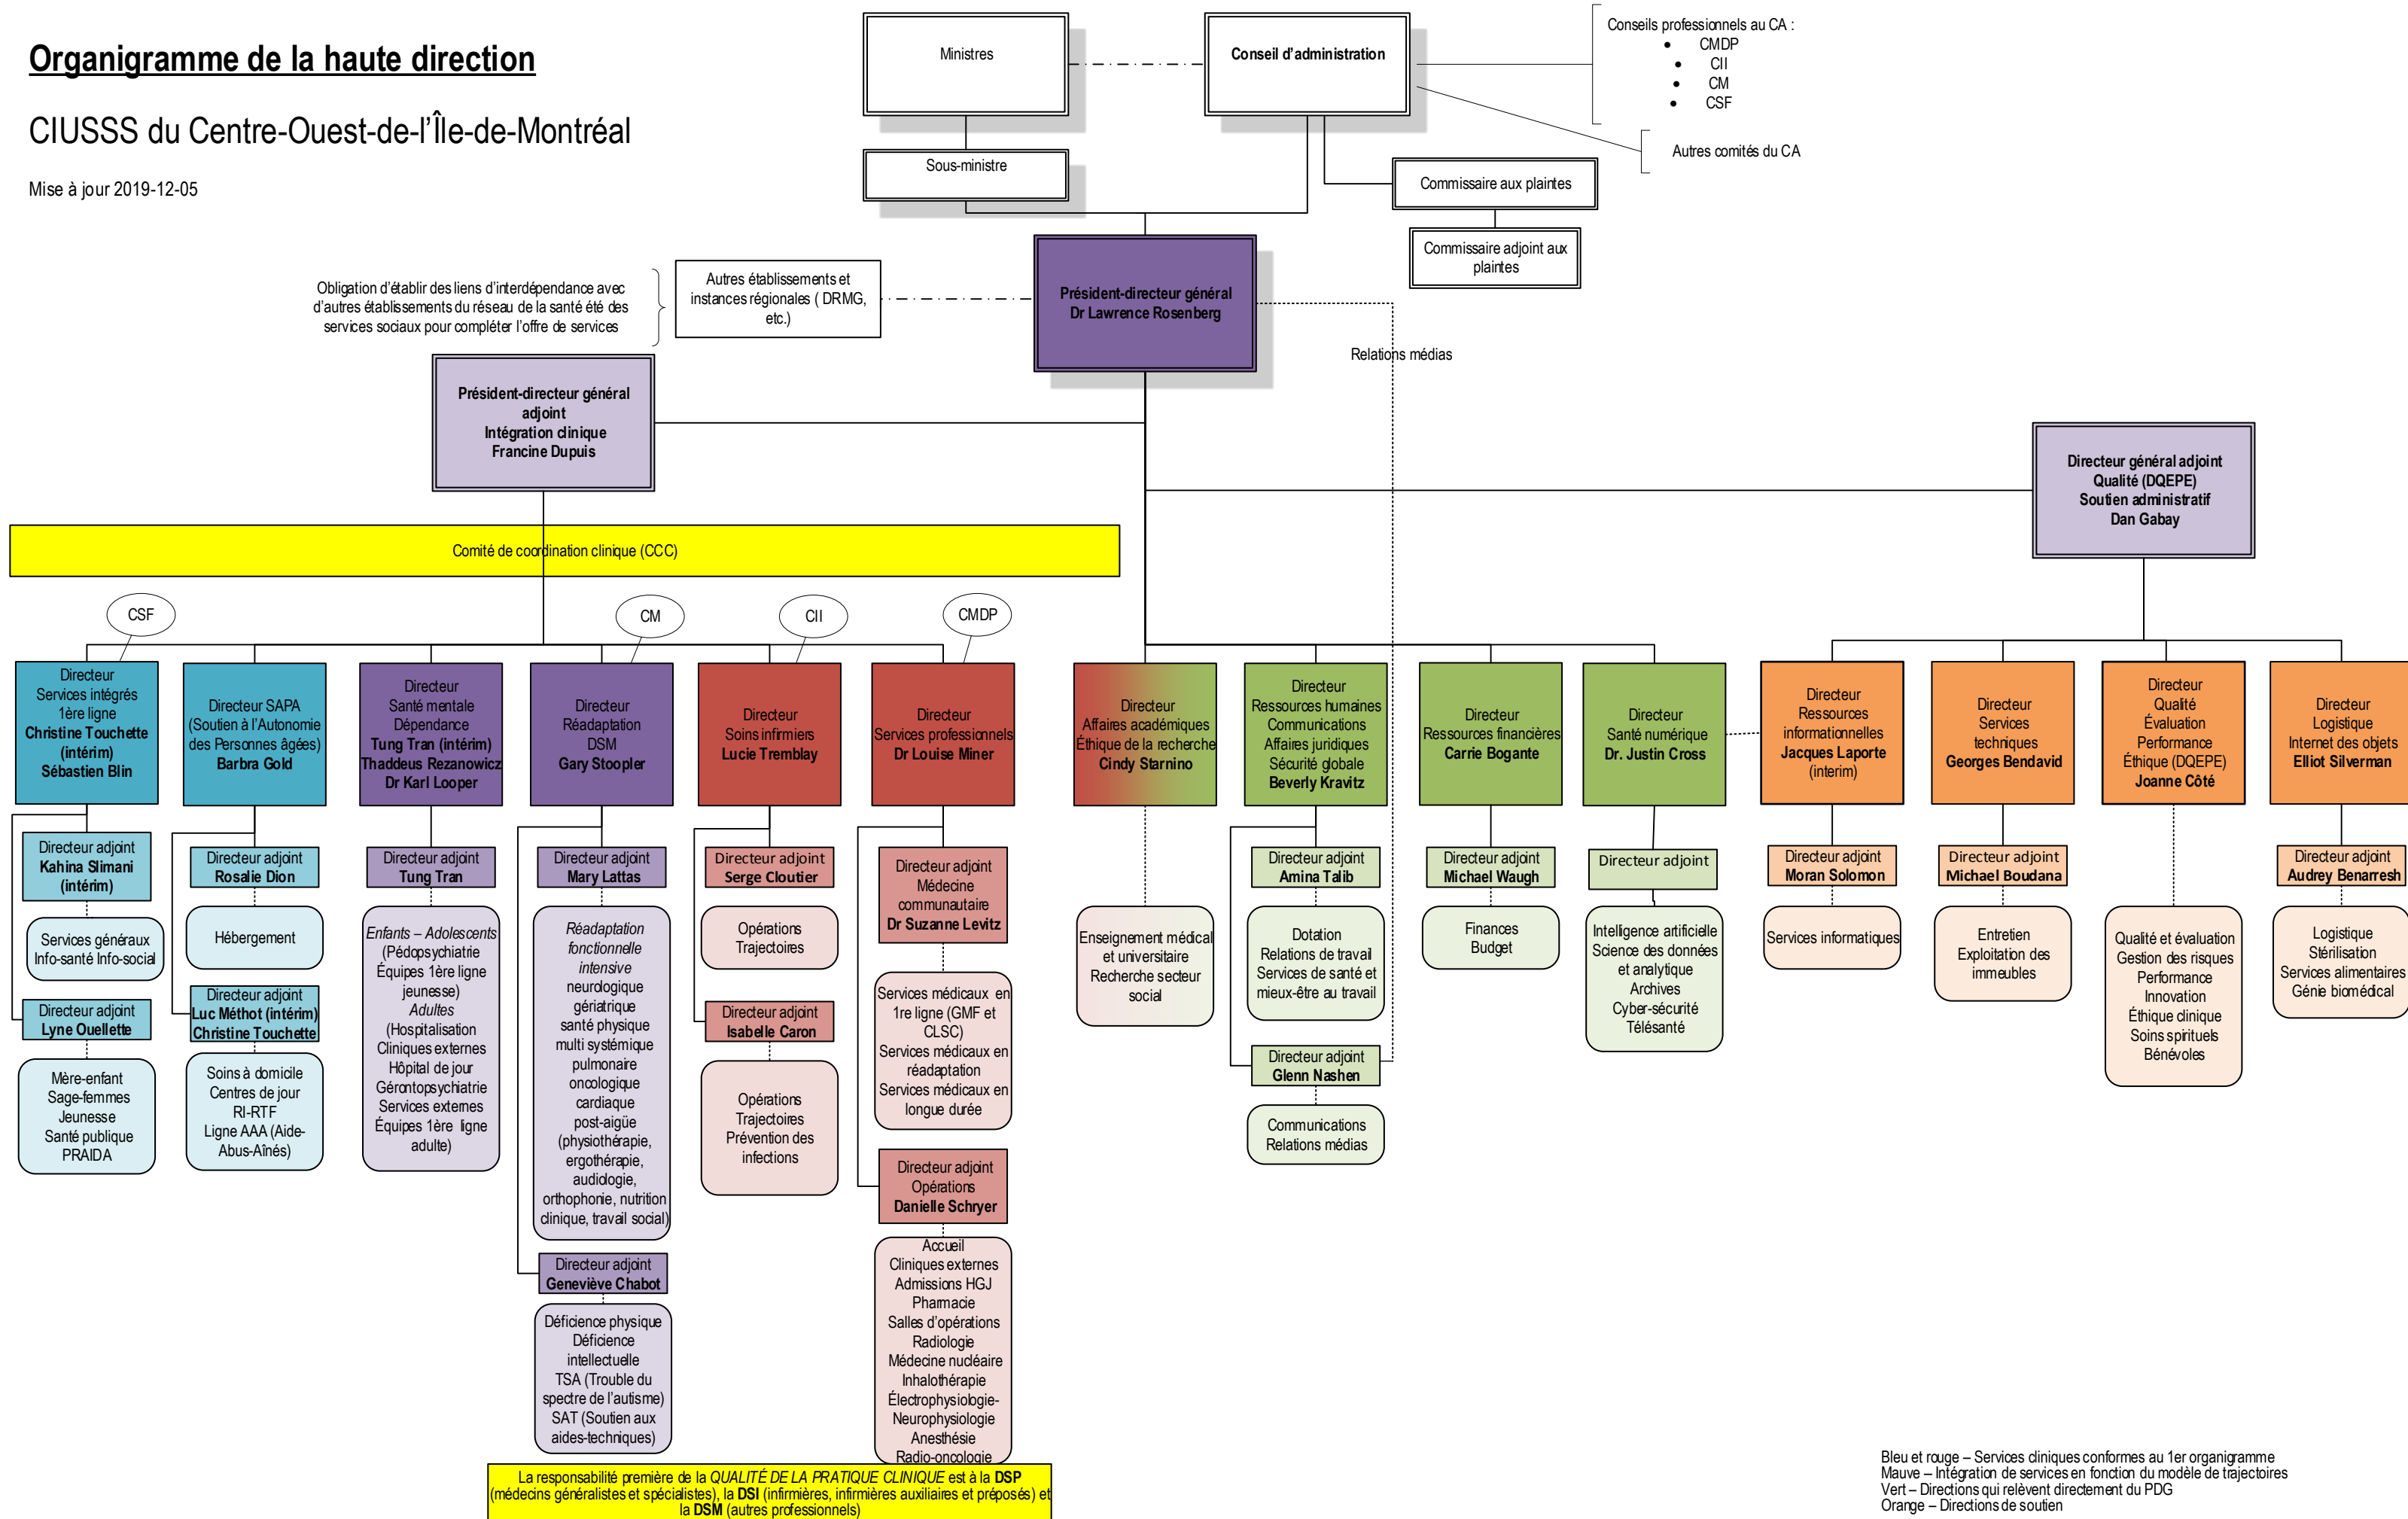 Organigramme de la haute direction
CIUSSS du Centre-Ouest-de-l'Île-de-Montréal
Mise à jour 2019-12-05
Ministres
Conseil d'administration
Conseils professionnels au CA :
• CMDP
• CII
• CM
• CSF
Autres comités du CA
Sous-ministre
Commissaire aux plaintes
Commissaire adjoint aux
plaintes
Obligation d'établir des liens d'interdépendance avec
d'autres établissements du réseau de la santé été des
services sociaux pour compléter l'offre de services
Autres établissements et
instances régionales ( DRMG,
etc.)
Président-directeur général
Dr Lawrence Rosenberg
Relations médias
Président-directeur général
adjoint
Intégration clinique
Francine Dupuis
Directeur général adjoint
Qualité (DQEPE)
Soutien administratif
Dan Gabay
Comité de coordination clinique (CCC)
CSF
CM
CII
CMDP
Directeur
Services intégrés
1ère ligne
Christine Touchette
(intérim)
Sébastien Blin
Directeur SAPA
(Soutien à l'Autonomie
des Personnes âgées)
Barbra Gold
Directeur
Santé mentale
Dépendance
Tung Tran (intérim)
Thaddeus Rezanowicz
Dr Karl Looper
Directeur
Réadaptation
DSM
Gary Stoopler
Directeur
Soins infirmiers
Lucie Tremblay
Directeur
Services professionnels
Dr Louise Miner
Directeur
Affaires académiques
Éthique de la recherche
Cindy Starnino
Directeur
Ressources humaines
Communications
Affaires juridiques
Sécurité globale
Beverly Kravitz
Directeur
Ressources financières
Carrie Bogante
Directeur
Santé numérique
Dr. Justin Cross
Directeur
Ressources
informationnelles
Jacques Laporte
(interim)
Directeur
Services
techniques
Georges Bendavid
Directeur
Qualité
Évaluation
Performance
Éthique (DQEPE)
Joanne Côté
Directeur
Logistique
Internet des objets
Elliot Silverman
Directeur adjoint
Kahina Slimani
(intérim)
Services généraux
Info-santé Info-social
Directeur adjoint
Lyne Ouellette
Mère-enfant
Sage-femmes
Jeunesse
Santé publique
PRAIDA
Directeur adjoint
Rosalie Dion
Hébergement
Directeur adjoint
Luc Méthot (intérim)
Christine Touchette
Soins à domicile
Centres de jour
RI-RTF
Ligne AAA (Aide-
Abus-Aînés)
Directeur adjoint
Tung Tran
Enfants – Adolescents
(Pédopsychiatrie
Équipes 1ère ligne
jeunesse)
Adultes
(Hospitalisation
Cliniques externes
Hôpital de jour
Gérontopsychiatrie
Services externes
Équipes 1ère ligne
adulte)
Directeur adjoint
Mary Lattas
Réadaptation
fonctionnelle
intensive
neurologique
gériatrique
santé physique
multi systémique
pulmonaire
oncologique
cardiaque
post-aigüe
(physiothérapie,
ergothérapie,
audiologie,
orthophonie, nutrition
clinique, travail social)
Directeur adjoint
Geneviève Chabot
Déficience physique
Déficience
intellectuelle
TSA (Trouble du
spectre de l'autisme)
SAT (Soutien aux
aides-techniques)
Directeur adjoint
Serge Cloutier
Opérations
Trajectoires
Directeur adjoint
Isabelle Caron
Opérations
Trajectoires
Prévention des
infections
Directeur adjoint
Médecine
communautaire
Dr Suzanne Levitz
Services médicaux en
1re ligne (GMF et
CLSC)
Services médicaux en
réadaptation
Services médicaux en
longue durée
Directeur adjoint
Opérations
Danielle Schryer
Accueil
Cliniques externes
Admissions HGJ
Pharmacie
Salles d'opérations
Radiologie
Médecine nucléaire
Inhalothérapie
Électrophysiologie-
Neurophysiologie
Anesthésie
Radio-oncologie
Enseignement médical
et universitaire
Recherche secteur
social
Directeur adjoint
Amina Talib
Dotation
Relations de travail
Services de santé et
mieux-être au travail
Directeur adjoint
Glenn Nashen
Communications
Relations médias
Directeur adjoint
Michael Waugh
Finances
Budget
Directeur adjoint
Intelligence artificielle
Science des données
et analytique
Archives
Cyber-sécurité
Télésanté
Directeur adjoint
Moran Solomon
Services informatiques
Directeur adjoint
Michael Boudana
Entretien
Exploitation des
immeubles
Qualité et évaluation
Gestion des risques
Performance
Innovation
Éthique clinique
Soins spirituels
Bénévoles
Directeur adjoint
Audrey Benarresh
Logistique
Stérilisation
Services alimentaires
Génie biomédical
La responsabilité première de la QUALITÉ DE LA PRATIQUE CLINIQUE est à la DSP
(médecins généralistes et spécialistes), la DSI (infirmières, infirmières auxiliaires et préposés) et
la DSM (autres professionnels)
Bleu et rouge – Services cliniques conformes au 1er organigramme
Mauve – Intégration de services en fonction du modèle de trajectoires
Vert – Directions qui relèvent directement du PDG
Orange – Directions de soutien